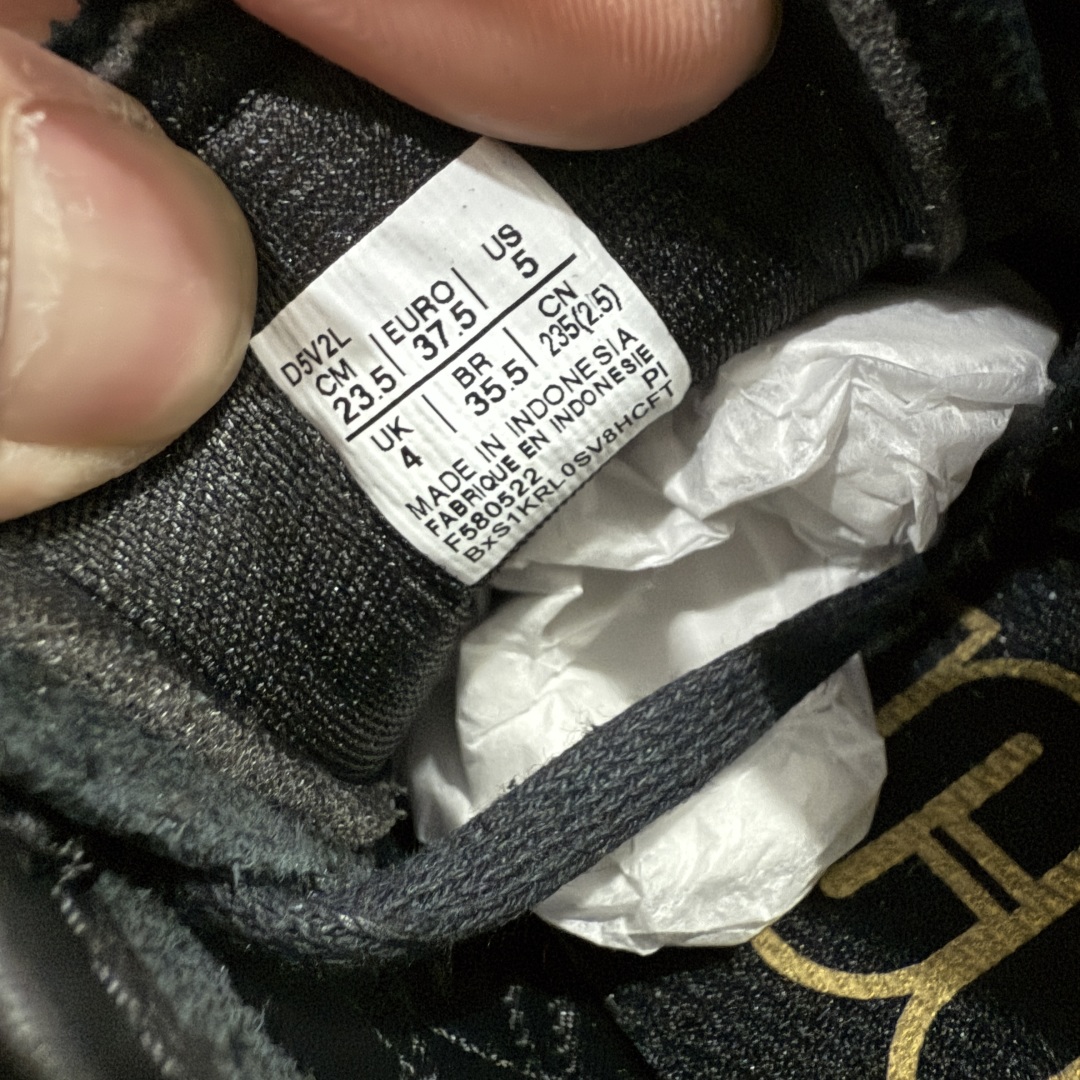 D5V2L
CM EURO US
23.5 37.5 5
UK BR CN
4 35.5 235(2.5)
MADE IN INDONESIA
FABRIQUE EN INDONESIE
F580522 PI
BxS1KRL0SV8HCFT